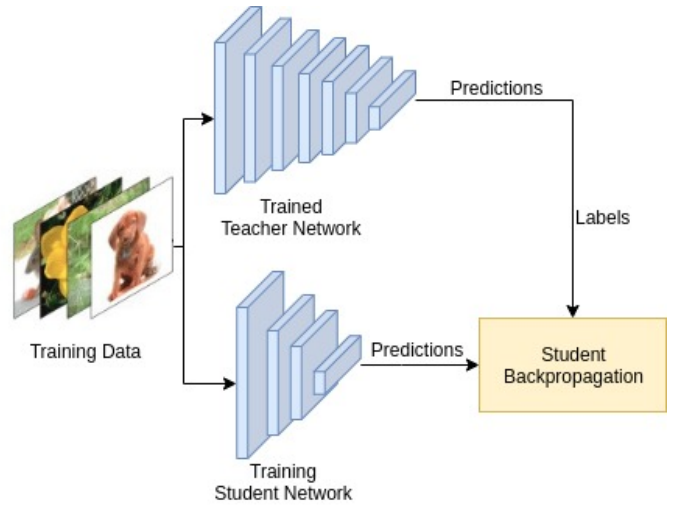 Predictions
Trained
Teacher Network
Labels
Training Data
Predictions
Student
Backpropagation
Training
Student Network